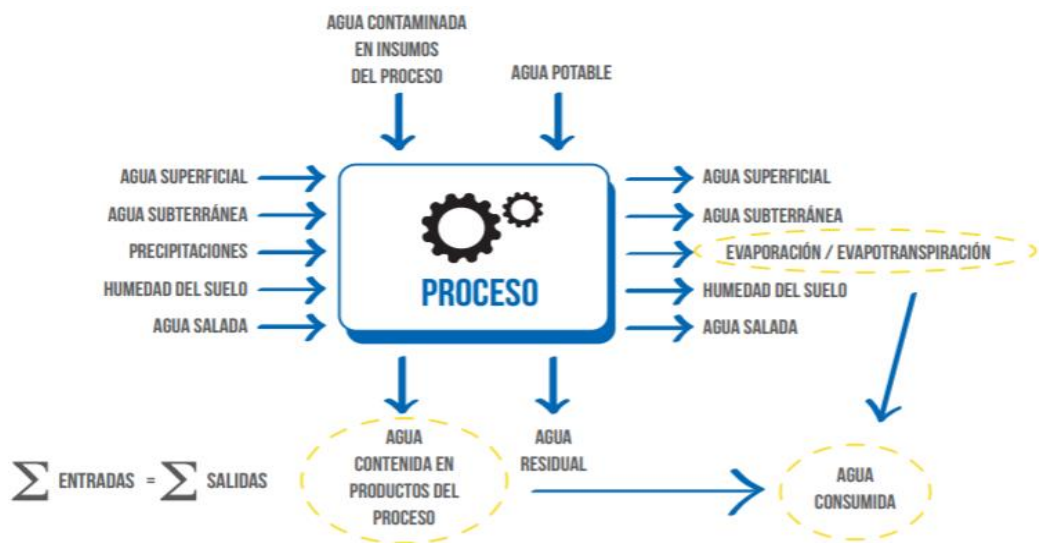 AGUA CONTAMINADA
EN INSUMOS
DEL PROCESO
AGUA POTABLE
AGUA SUPERFICIAL
AGUA SUBTERRÁNEA
PRECIPITACIONES
HUMEDAD DEL SUELO
AGUA SALADA
PROCESO
AGUA SUPERFICIAL
AGUA SUBTERRÁNEA
EVAPORACIÓN / EVAPOTRANSPIRACIÓN
HUMEDAD DEL SUELO
AGUA SALADA
∑ ENTRADAS = ∑ SALIDAS
AGUA
CONTENIDA EN
PRODUCTOS DEL
PROCESO
AGUA
RESIDUAL
AGUA
CONSUMIDA